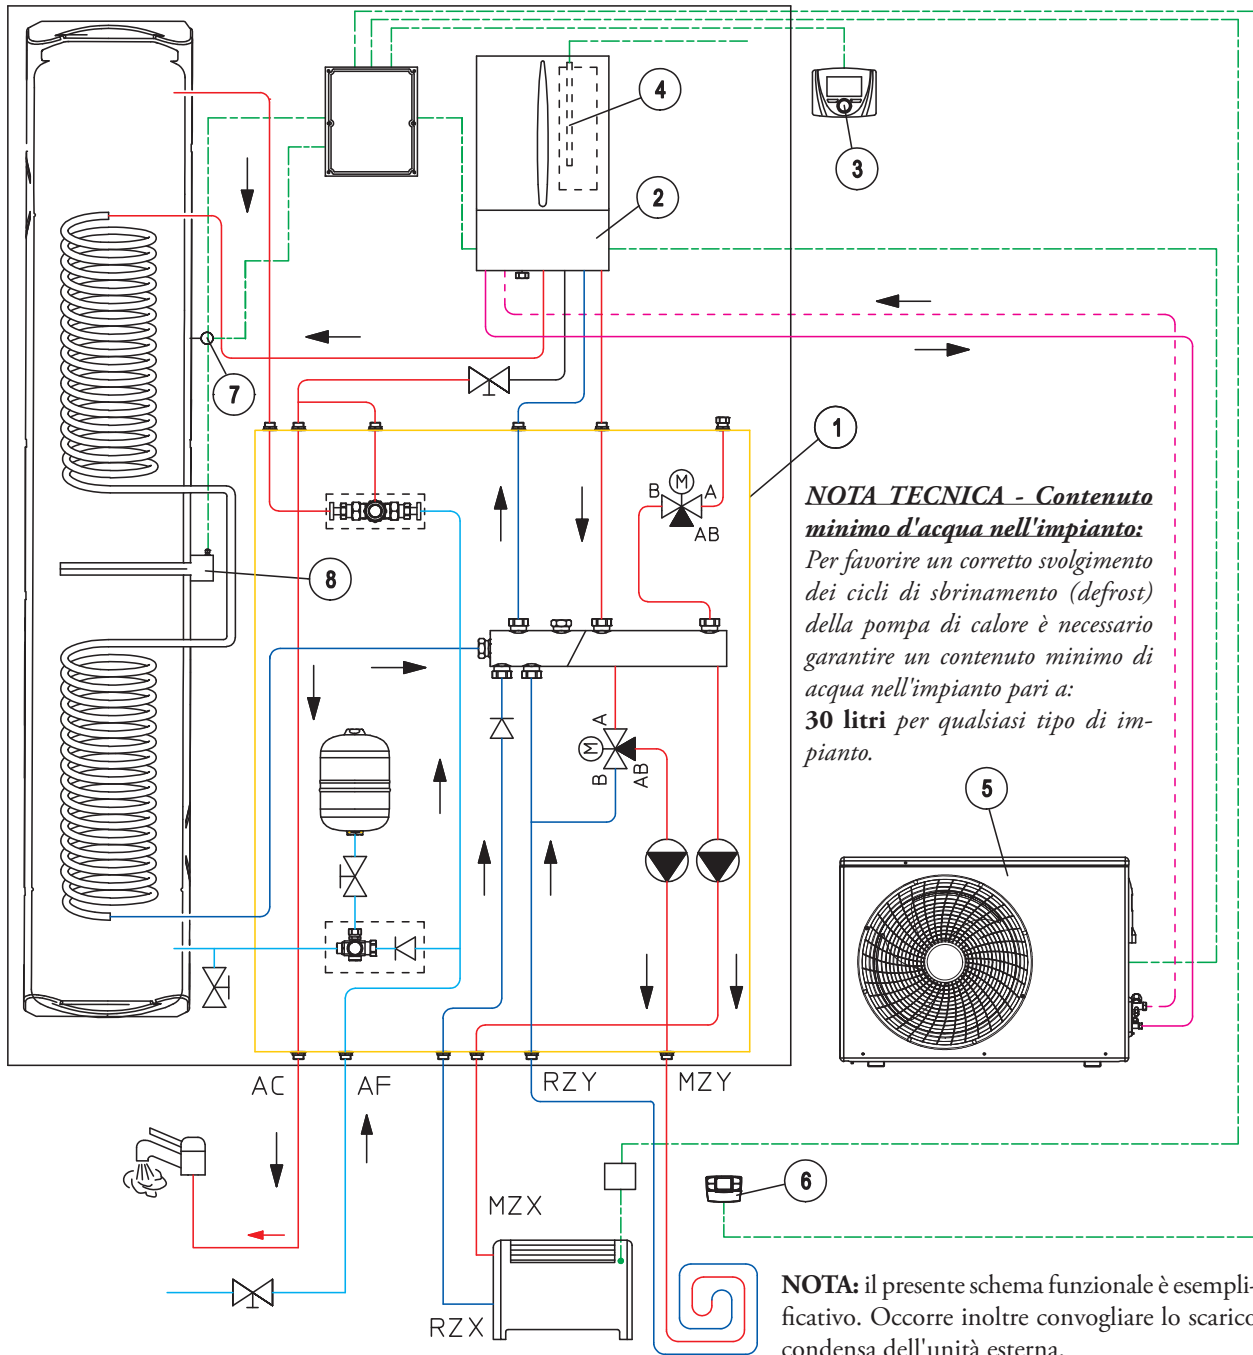 4
3
2
7
1
B
M
A
AB
NOTA TECNICA - Contenuto
minimo d'acqua nell'impianto:
Per favorire un corretto svolgimento
dei cicli di sbrinamento (defrost)
della pompa di calore è necessario
garantire un contenuto minimo di
acqua nell'impianto pari a:
30 litri per qualsiasi tipo di im-
pianto.
8
A
M
B
AB
5
AC
AF
RZY
MZY
6
MZX
RZX
NOTA: il presente schema funzionale è esempli-
ficativo. Occorre inoltre convogliare lo scarico
condensa dell'unità esterna.